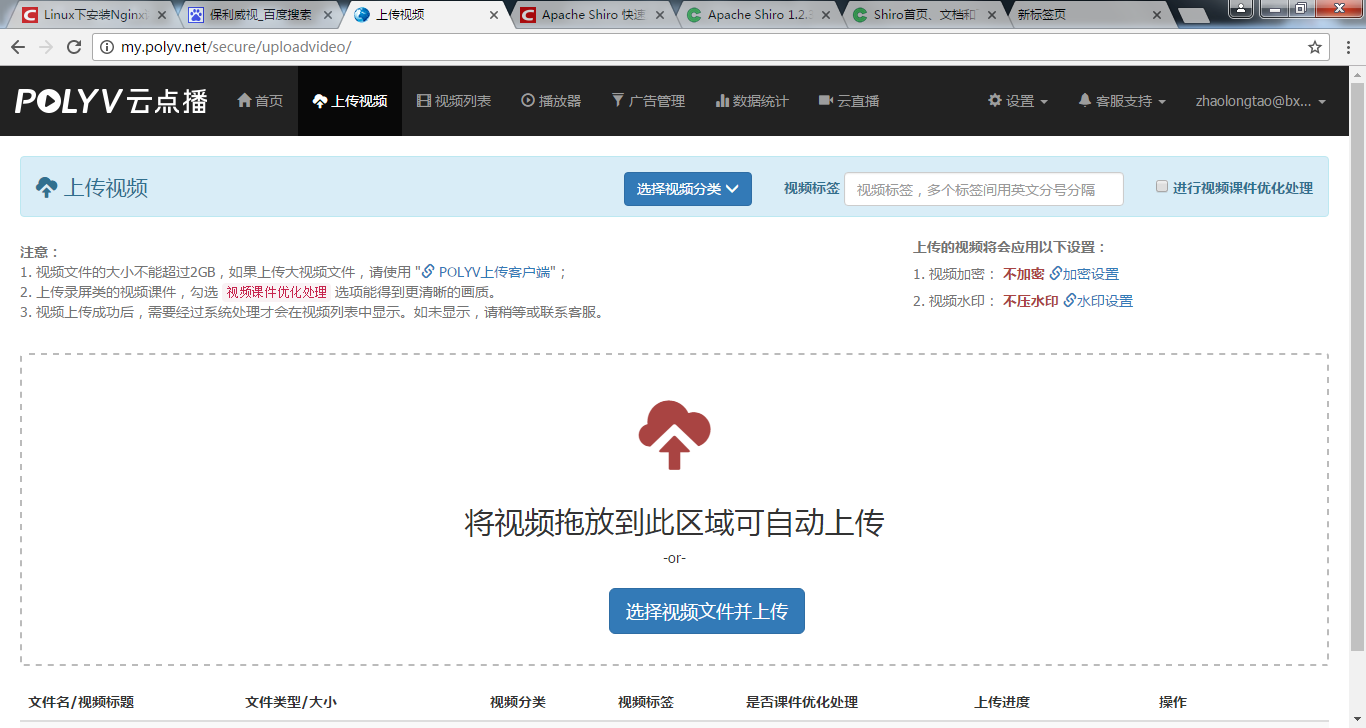 Linux下安装Nginx
保利威视_百度搜索
上传视频
Apache Shiro 快速
Apache Shiro 1.2.
Shiro首页、文档和
新标签页
my.polyv.net/secure/uploadvideo/
POLYV云点播
首页
上传视频
视频列表
播放器
广告管理
数据统计
云直播
设置
客服支持
zhaolongtao@bx...
上传视频
选择视频分类
视频标签
视频标签，多个标签间用英文分号分隔
进行视频课件优化处理
注意：
1. 视频文件的大小不能超过2GB，如果上传大视频文件，请使用 "POLYV上传客户端"；
2. 上传录屏类的视频课件，勾选 视频课件优化处理 选项能得到更清晰的画质。
3. 视频上传成功后，需要经过系统处理才会在视频列表中显示。如未显示，请稍等或联系客服。
上传的视频将会应用以下设置：
1. 视频加密： 不加密 加密设置
2. 视频水印： 不压水印 水印设置
将视频拖放到此区域可自动上传
-or-
选择视频文件并上传
文件名/视频标题
文件类型/大小
视频分类
视频标签
是否课件优化处理
上传进度
操作